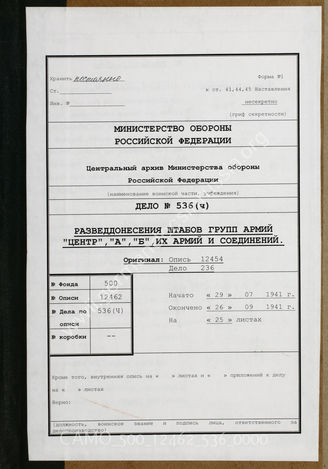 Хранить постоянно
Форма №1
Ст.
к ст. 41,44,45 Наставления
Инв. №
несекретно
(гриф секретности)
МИНИСТЕРСТВО ОБОРОНЫ
РОССИЙСКОЙ ФЕДЕРАЦИИ
Центральный архив Министерства обороны
Российской Федерации
(наименование воинской части, учреждения)
ДЕЛО № 536(ч)
РАЗВЕДДОНЕСЕНИЯ ШТАБОВ ГРУПП АРМИЙ
"ЦЕНТР","А","Б", ИХ АРМИЙ И СОЕДИНЕНИЙ.
Оригинал: Опись 12454
Дело 236
№ Фонда 500
№ Описи 12462
№ Дела по описи 536(Ч)
№ коробки --
Начато « 29 » 07 1941 г.
Окончено « 26 » 09 1941 г.
На « 25 » листах
Кроме того, внутренняя опись на « » листах и « » приложений к делу
на « » листах
Верно:
(должность, воинское звание и подпись лица, ответственного за
делопроизводство)
CAMO_500_12462_536_0000